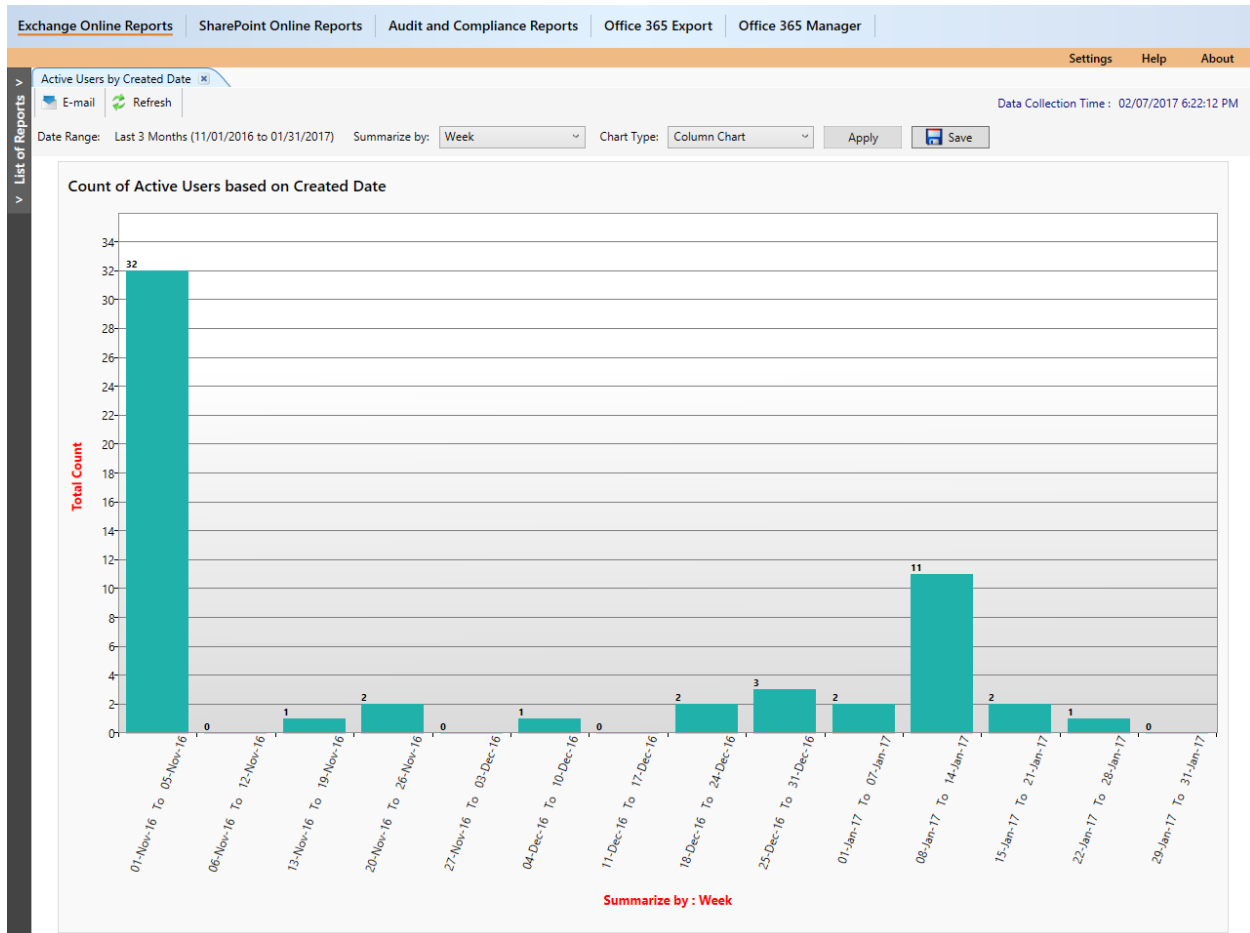 Exchange Online Reports SharePoint Online Reports Audit and Compliance Reports Office 365 Export Office 365 Manager
Settings Help About
> List of Reports >
Active Users by Created Date x
E-mail Refresh Data Collection Time : 02/07/2017 6:22:12 PM
Date Range: Last 3 Months (11/01/2016 to 01/31/2017) Summarize by: Week Chart Type: Column Chart Apply Save
Count of Active Users based on Created Date
Total Count
34
32
30
28
26
24
22
20
18
16
14
12
10
8
6
4
2
0
32
0
1
2
0
1
0
2
3
2
11
2
1
0
01-Nov-16 To 05-Nov-16
06-Nov-16 To 12-Nov-16
13-Nov-16 To 19-Nov-16
20-Nov-16 To 26-Nov-16
27-Nov-16 To 03-Dec-16
04-Dec-16 To 10-Dec-16
11-Dec-16 To 17-Dec-16
18-Dec-16 To 24-Dec-16
25-Dec-16 To 31-Dec-16
01-Jan-17 To 07-Jan-17
08-Jan-17 To 14-Jan-17
15-Jan-17 To 21-Jan-17
22-Jan-17 To 28-Jan-17
29-Jan-17 To 31-Jan-17
Summarize by : Week